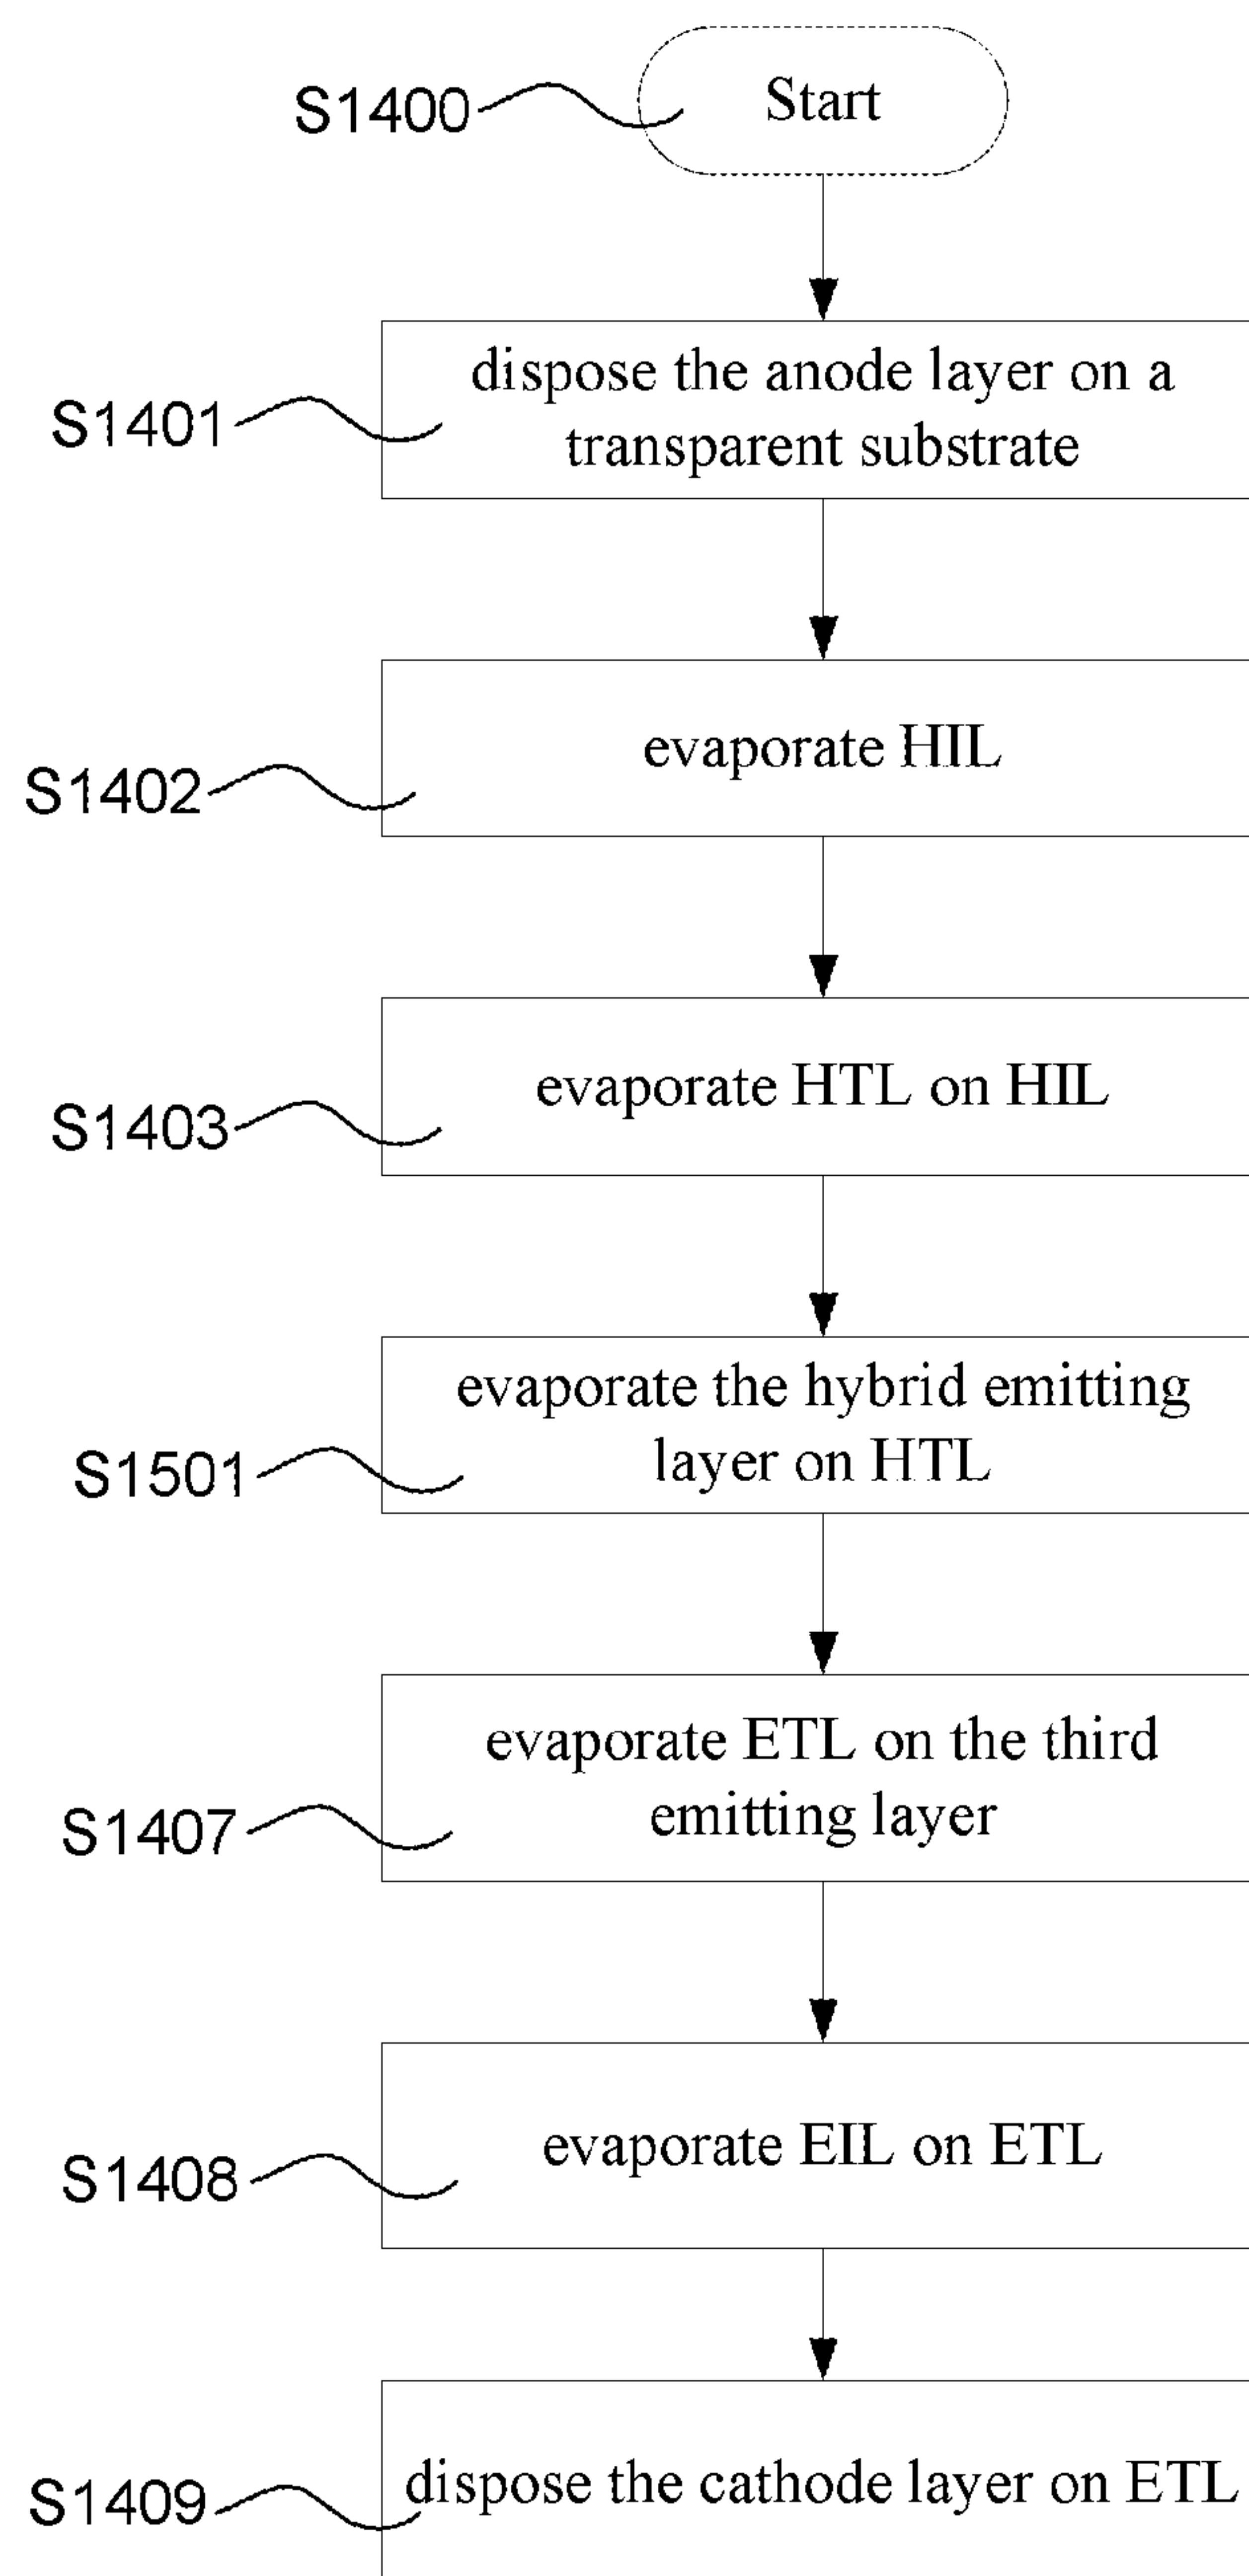 S1400
Start
S1401
dispose the anode layer on a
transparent substrate
S1402
evaporate HIL
S1403
evaporate HTL on HIL
S1501
evaporate the hybrid emitting
layer on HTL
S1407
evaporate ETL on the third
emitting layer
S1408
evaporate EIL on ETL
S1409
dispose the cathode layer on ETL